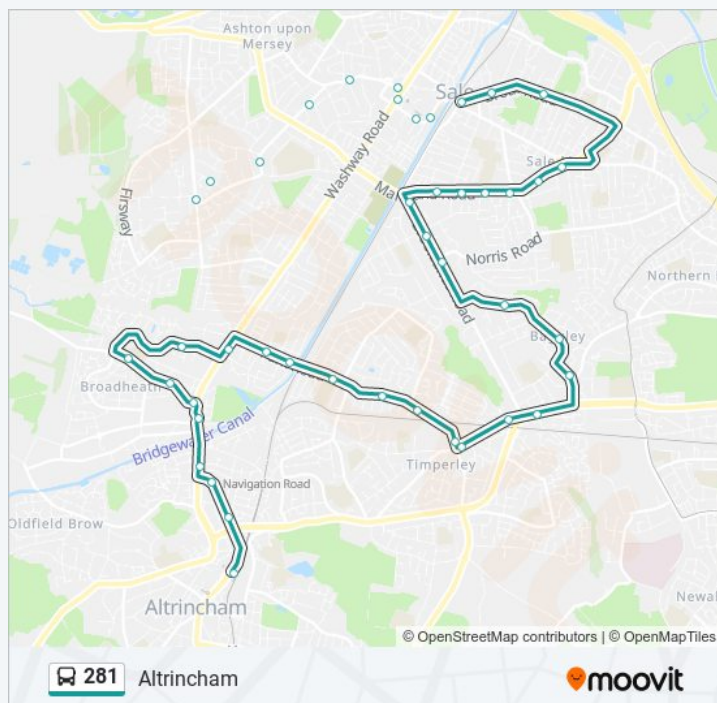 Ashton upon
Mersey
Sale
Washway Road
Sale
Firsway
Norris Road
Northern
Road
Broadheath
Bridgewater Canal
Timperley
Navigation Road
Oldfield Brow
Altrincham
Newal
© OpenStreetMap contributors | © OpenMapTiles
281 Altrincham
moovit